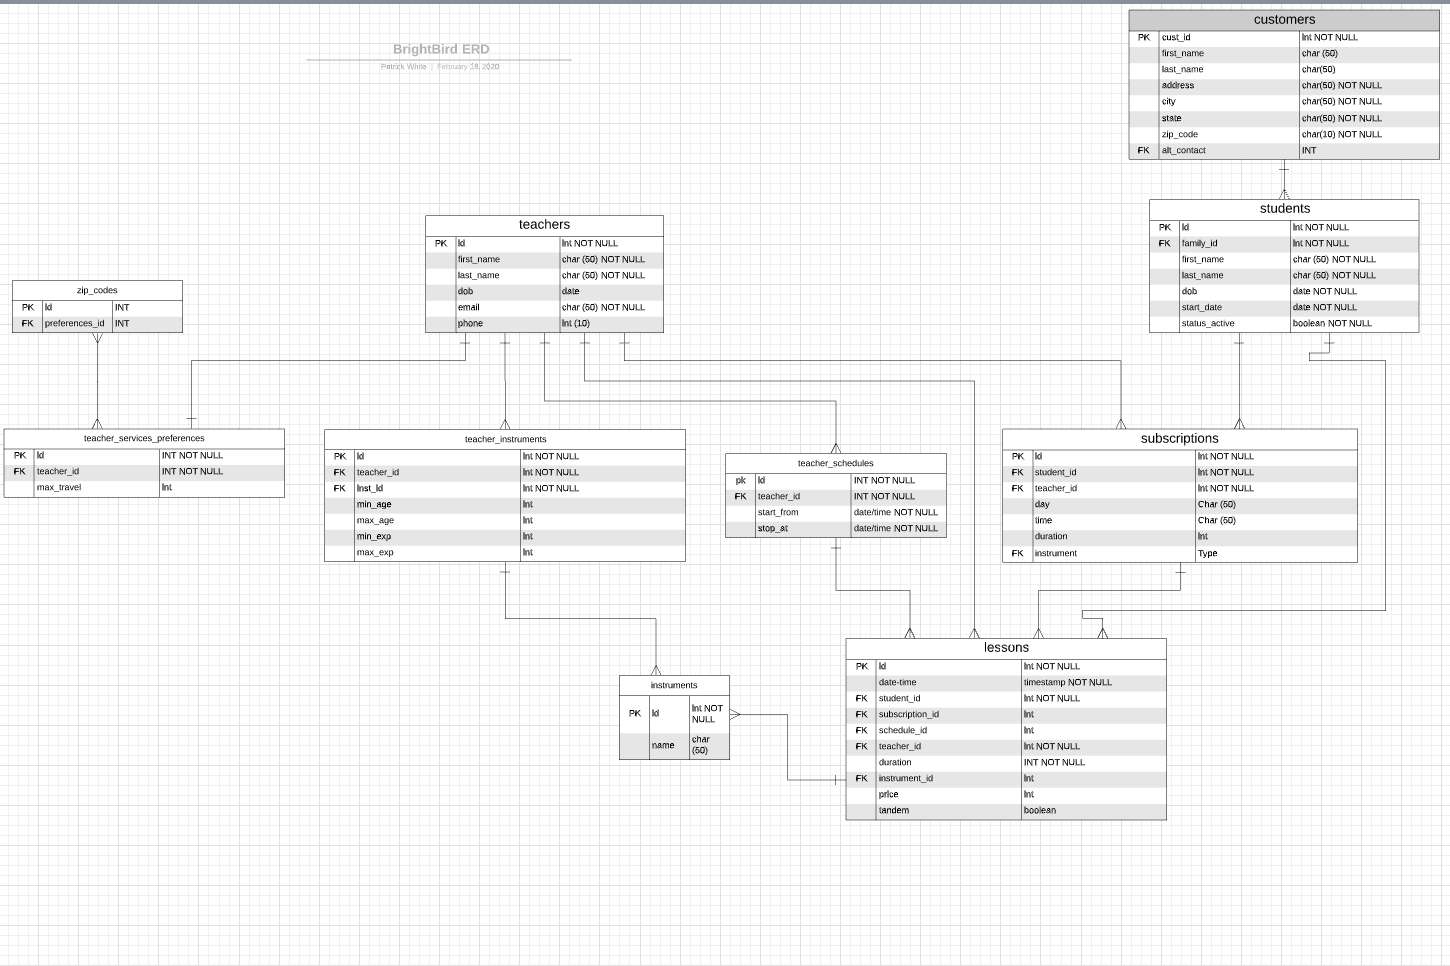 BrightBird ERD
Patrick White | February 18, 2020
customers
PK cust_id Int NOT NULL
first_name char (50)
last_name char(50)
address char(50) NOT NULL
city char(50) NOT NULL
state char(50) NOT NULL
zip_code char(10) NOT NULL
FK alt_contact INT
students
PK Id Int NOT NULL
FK family_id Int NOT NULL
first_name char (50) NOT NULL
last_name char (50) NOT NULL
dob date NOT NULL
start_date date NOT NULL
status_active boolean NOT NULL
teachers
PK Id Int NOT NULL
first_name char (50) NOT NULL
last_name char (50) NOT NULL
dob date
email char (50) NOT NULL
phone Int (10)
zip_codes
PK Id INT
FK preferences_id INT
teacher_services_preferences
PK Id INT NOT NULL
FK teacher_id INT NOT NULL
max_travel Int
teacher_instruments
PK Id Int NOT NULL
FK teacher_id Int NOT NULL
FK Inst_Id Int NOT NULL
min_age Int
max_age Int
min_exp Int
max_exp Int
teacher_schedules
pk Id INT NOT NULL
FK teacher_id INT NOT NULL
start_from date/time NOT NULL
stop_at date/time NOT NULL
subscriptions
PK Id Int NOT NULL
FK student_id Int NOT NULL
FK teacher_id Int NOT NULL
day Char (50)
time Char (50)
duration Int
FK instrument Type
instruments
PK Id Int NOT
NULL
name char
(50)
lessons
PK Id Int NOT NULL
date-time timestamp NOT NULL
FK student_id Int NOT NULL
FK subscription_id Int
FK schedule_id Int
FK teacher_id Int NOT NULL
duration INT NOT NULL
FK instrument_id Int
price Int
tandem boolean